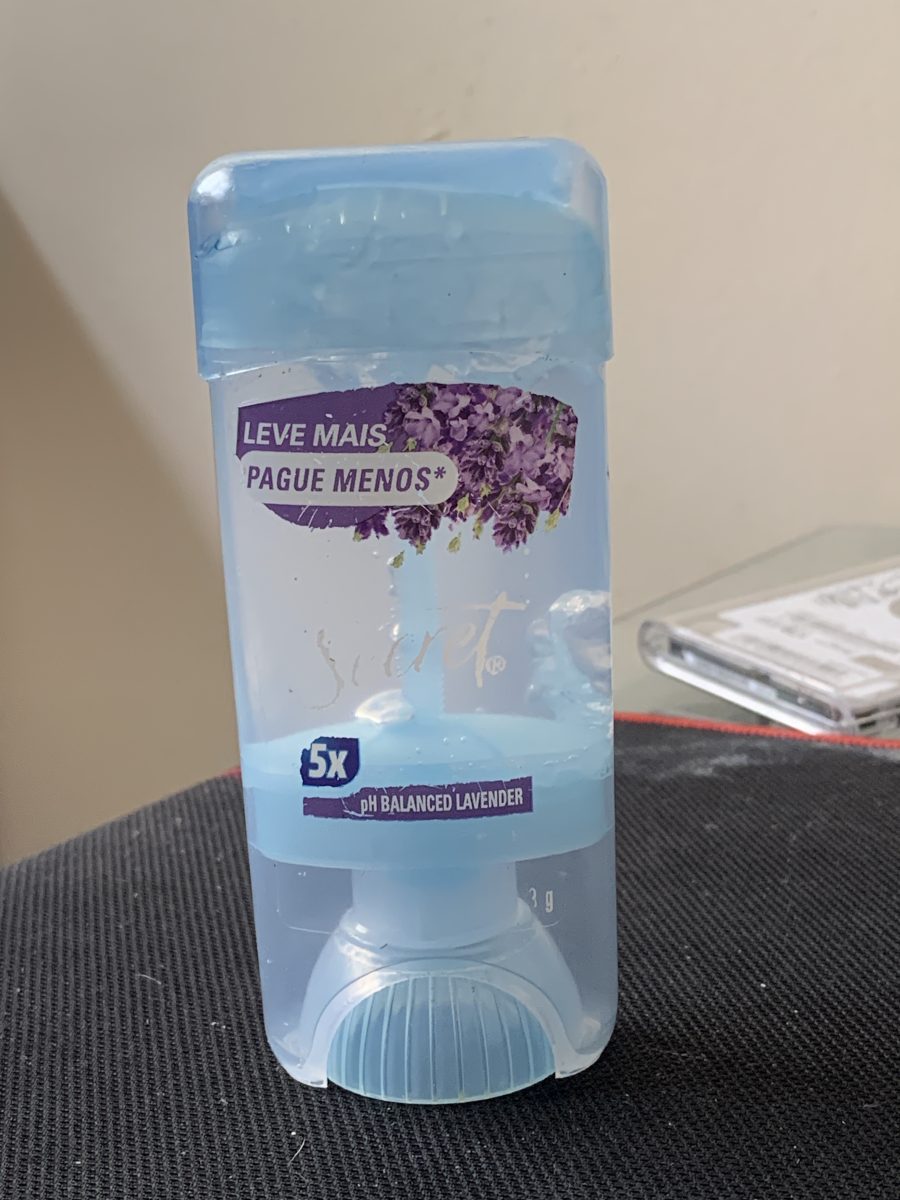 LEVE MAIS
PAGUE MENOS*
Secret®
5x
pH BALANCED LAVENDER
g